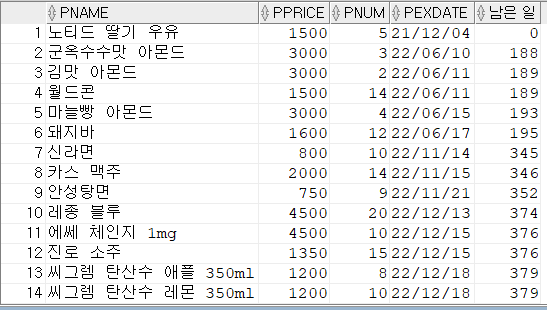 PNAME PPRICE PNUM PEXDATE 남은 일
1 노티드 딸기 우유 1500 5 21/12/04 0
2 군옥수수맛 아몬드 3000 3 22/06/10 188
3 김맛 아몬드 3000 2 22/06/11 189
4 월드콘 1500 14 22/06/11 189
5 마늘빵 아몬드 3000 4 22/06/15 193
6 돼지바 1600 12 22/06/17 195
7 신라면 800 10 22/11/14 345
8 카스 맥주 2000 14 22/11/15 346
9 안성탕면 750 9 22/11/21 352
10 레종 블루 4500 20 22/12/13 374
11 에쎄 체인지 1mg 4500 10 22/12/15 376
12 진로 소주 1350 15 22/12/15 376
13 씨그렘 탄산수 애플 350ml 1200 8 22/12/18 379
14 씨그렘 탄산수 레몬 350ml 1200 10 22/12/18 379